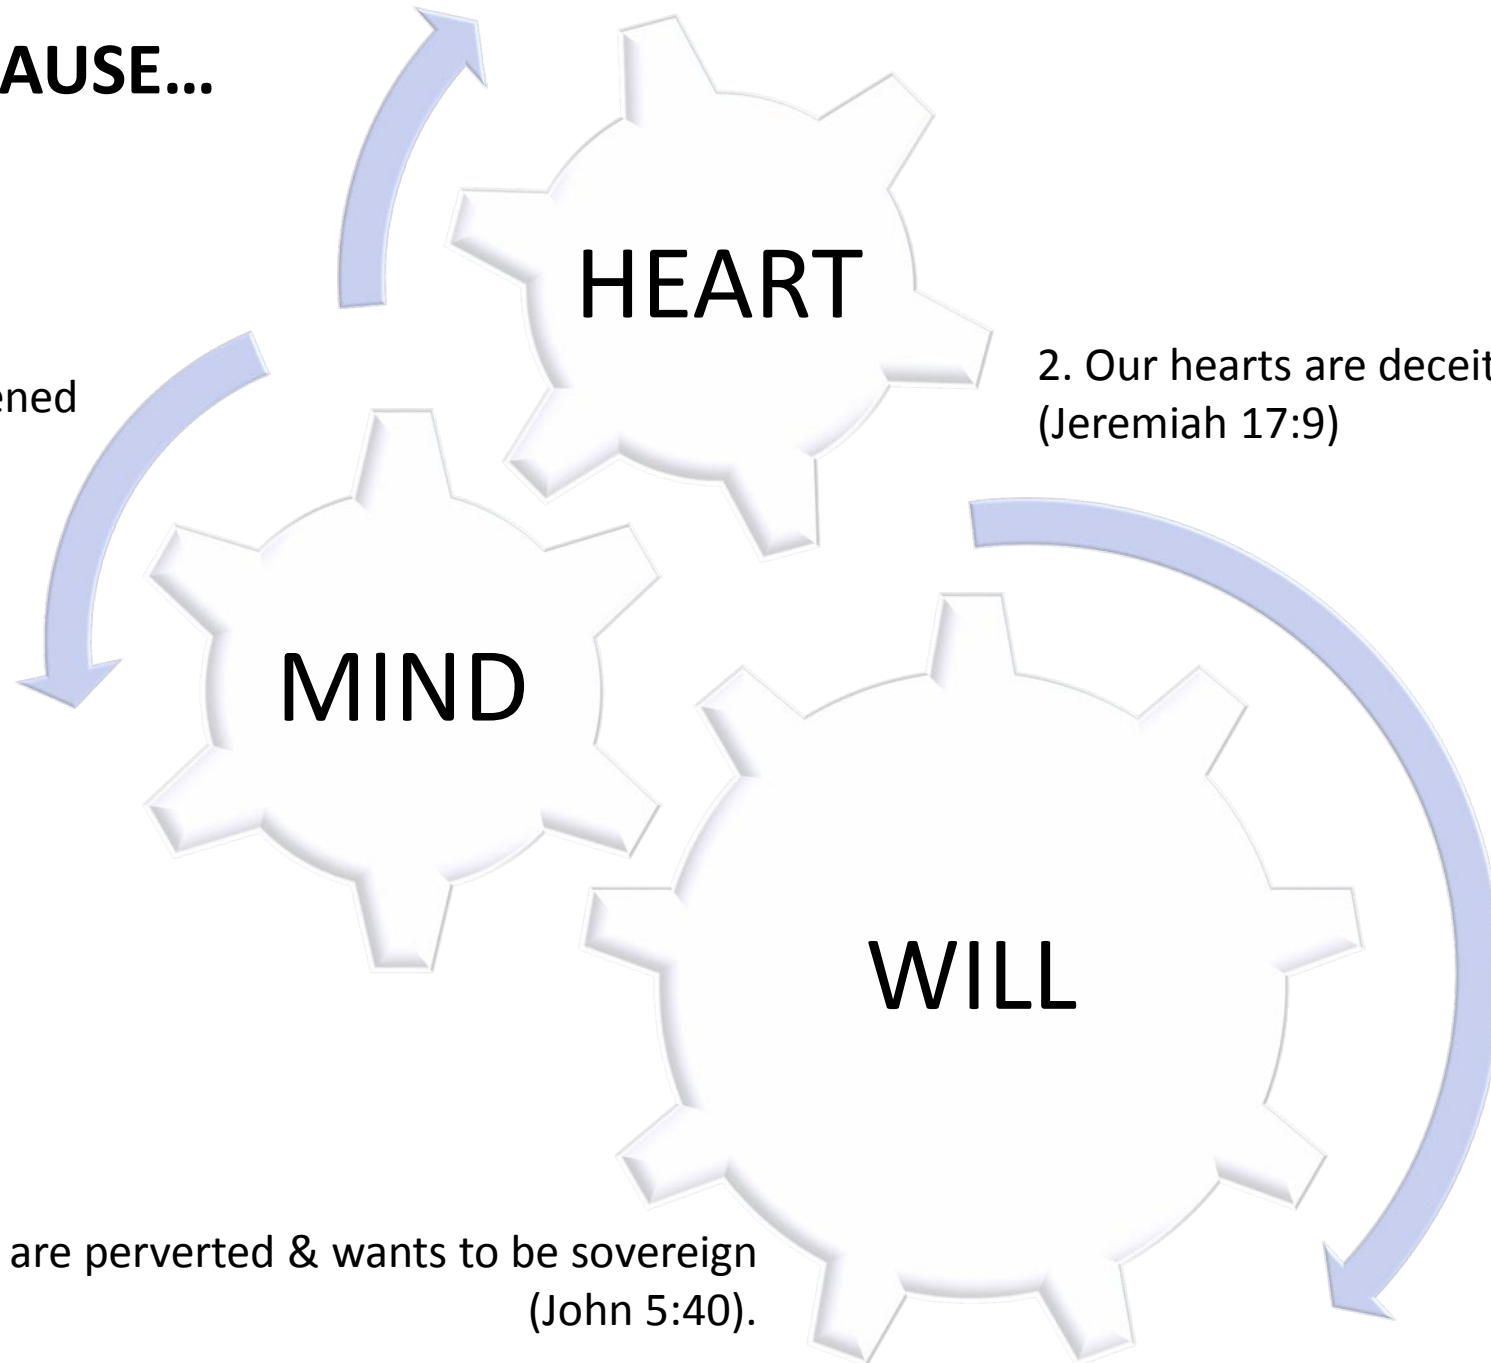 AUSE…
HEART
2. Our hearts are deceit
(Jeremiah 17:9)
ened
MIND
WILL
are perverted & wants to be sovereign
(John 5:40).